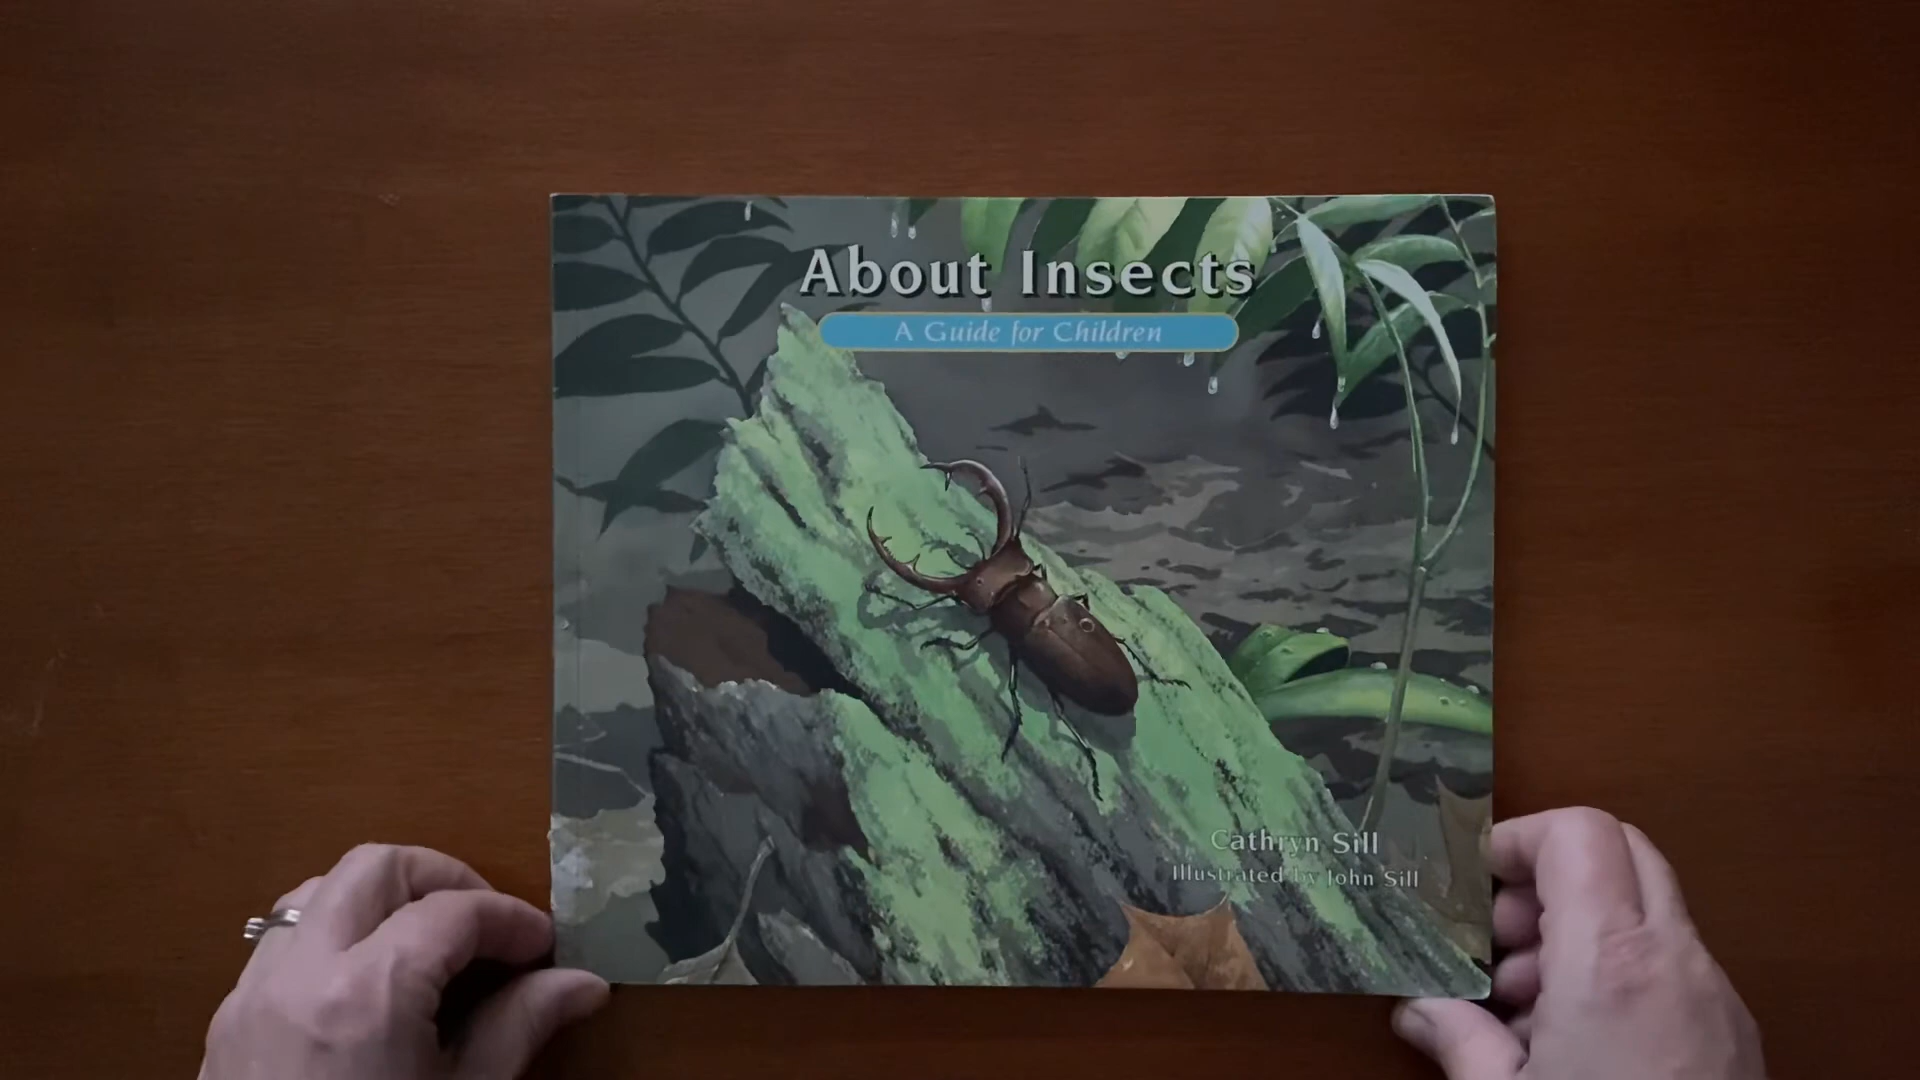 About Insects
A Guide for Children
Cathryn Sill
Illustrated by John Sill